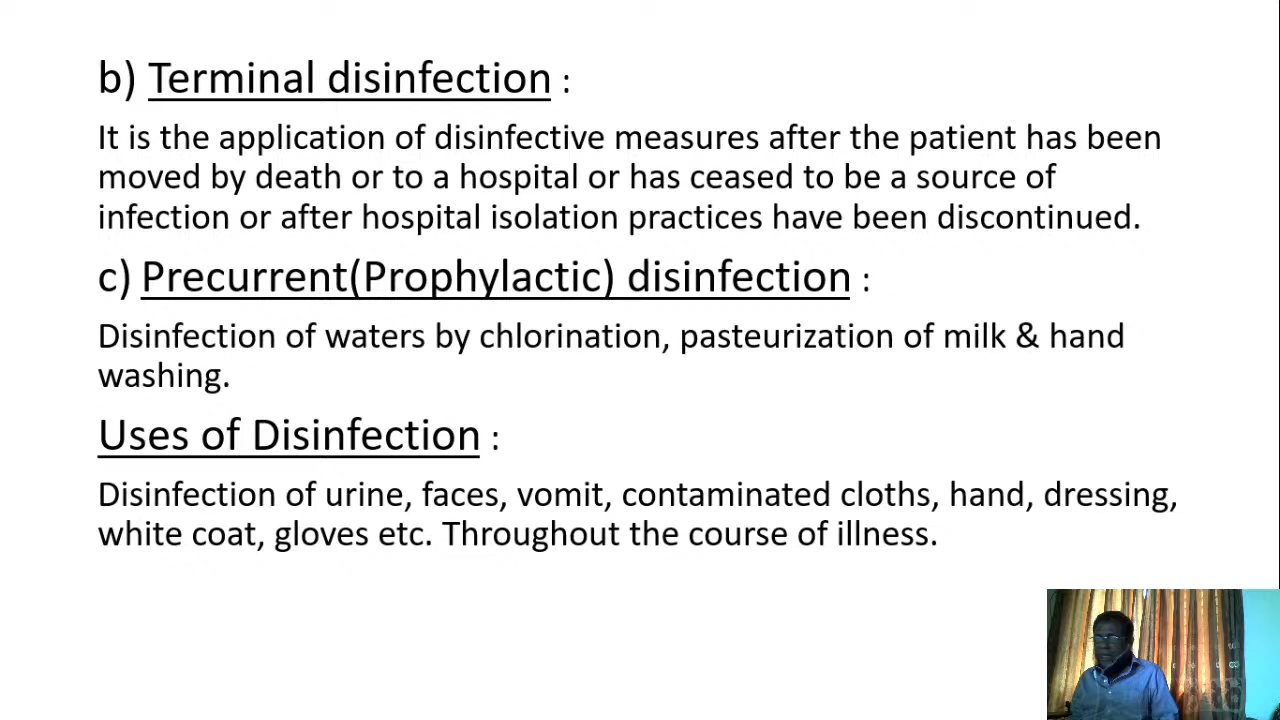 b) Terminal disinfection :
It is the application of disinfective measures after the patient has been
moved by death or to a hospital or has ceased to be a source of
infection or after hospital isolation practices have been discontinued.
c) Precurrent(Prophylactic) disinfection :
Disinfection of waters by chlorination, pasteurization of milk & hand
washing.
Uses of Disinfection :
Disinfection of urine, faces, vomit, contaminated cloths, hand, dressing,
white coat, gloves etc. Throughout the course of illness.